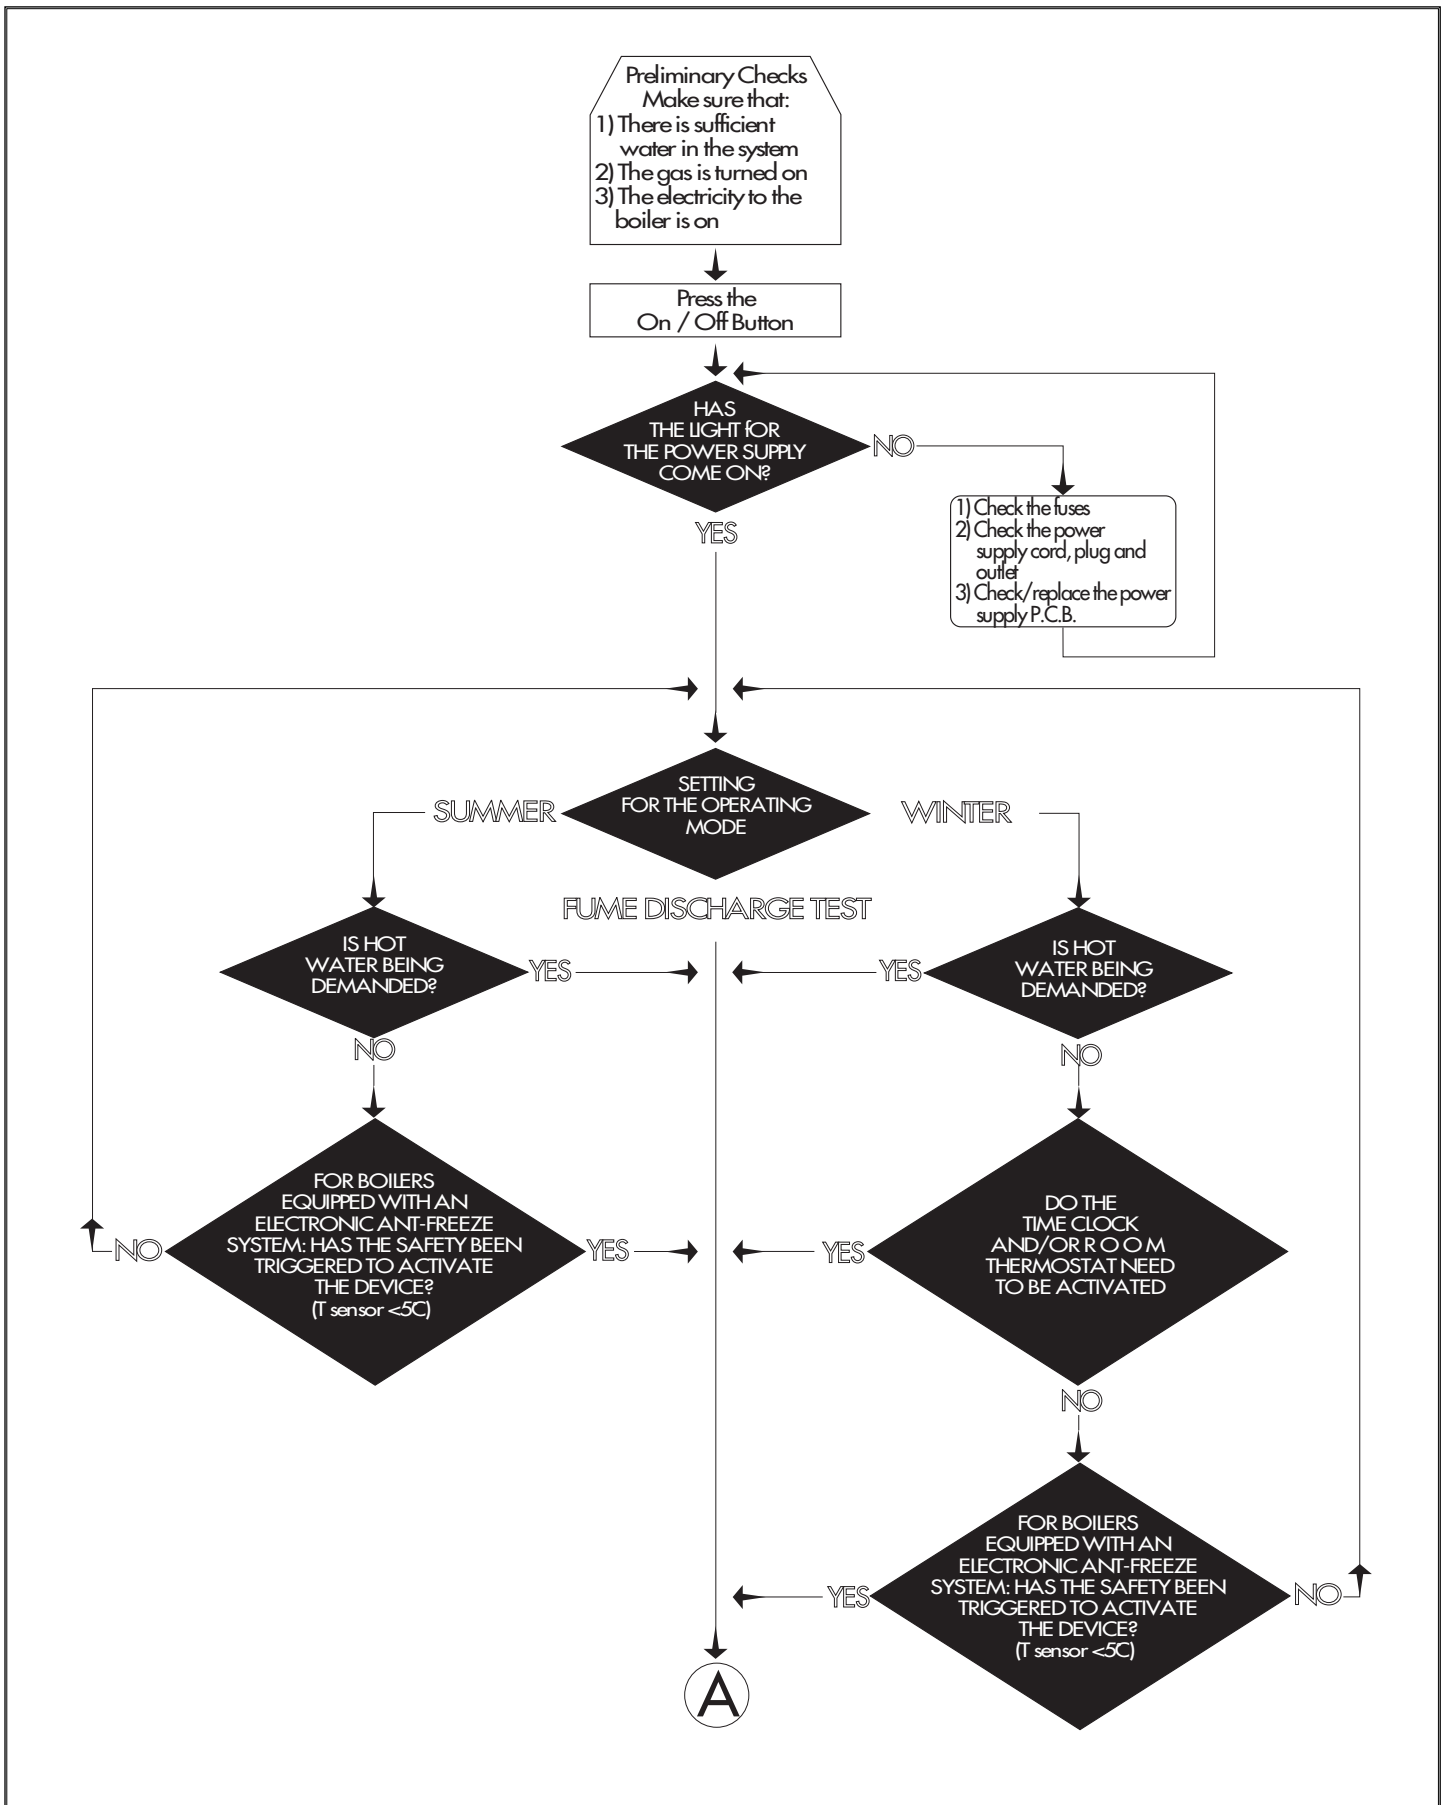 Preliminary Checks
Make sure that:
1) There is sufficient
water in the system
2) The gas is turned on
3) The electricity to the
boiler is on
Press the
On / Off Button
HAS
THE LIGHT fOR
THE POWER SUPPLY
COME ON?
NO
1) Check the fuses
2) Check the power
supply cord, plug and
outlet
3) Check/replace the power
supply P.C.B.
YES
SETTING
FOR THE OPERATING
MODE
SUMMER
WINTER
FUME DISCHARGE TEST
IS HOT
WATER BEING
DEMANDED?
YES
YES
IS HOT
WATER BEING
DEMANDED?
NO
NO
FOR BOILERS
EQUIPPED WITH AN
ELECTRONIC ANT-FREEZE
SYSTEM: HAS THE SAFETY BEEN
TRIGGERED TO ACTIVATE
THE DEVICE?
(T sensor <5C)
NO
YES
YES
DO THE
TIME CLOCK
AND/OR R O O M
THERMOSTAT NEED
TO BE ACTIVATED
NO
FOR BOILERS
EQUIPPED WITH AN
ELECTRONIC ANT-FREEZE
SYSTEM: HAS THE SAFETY BEEN
TRIGGERED TO ACTIVATE
THE DEVICE?
(T sensor <5C)
YES
NO
A